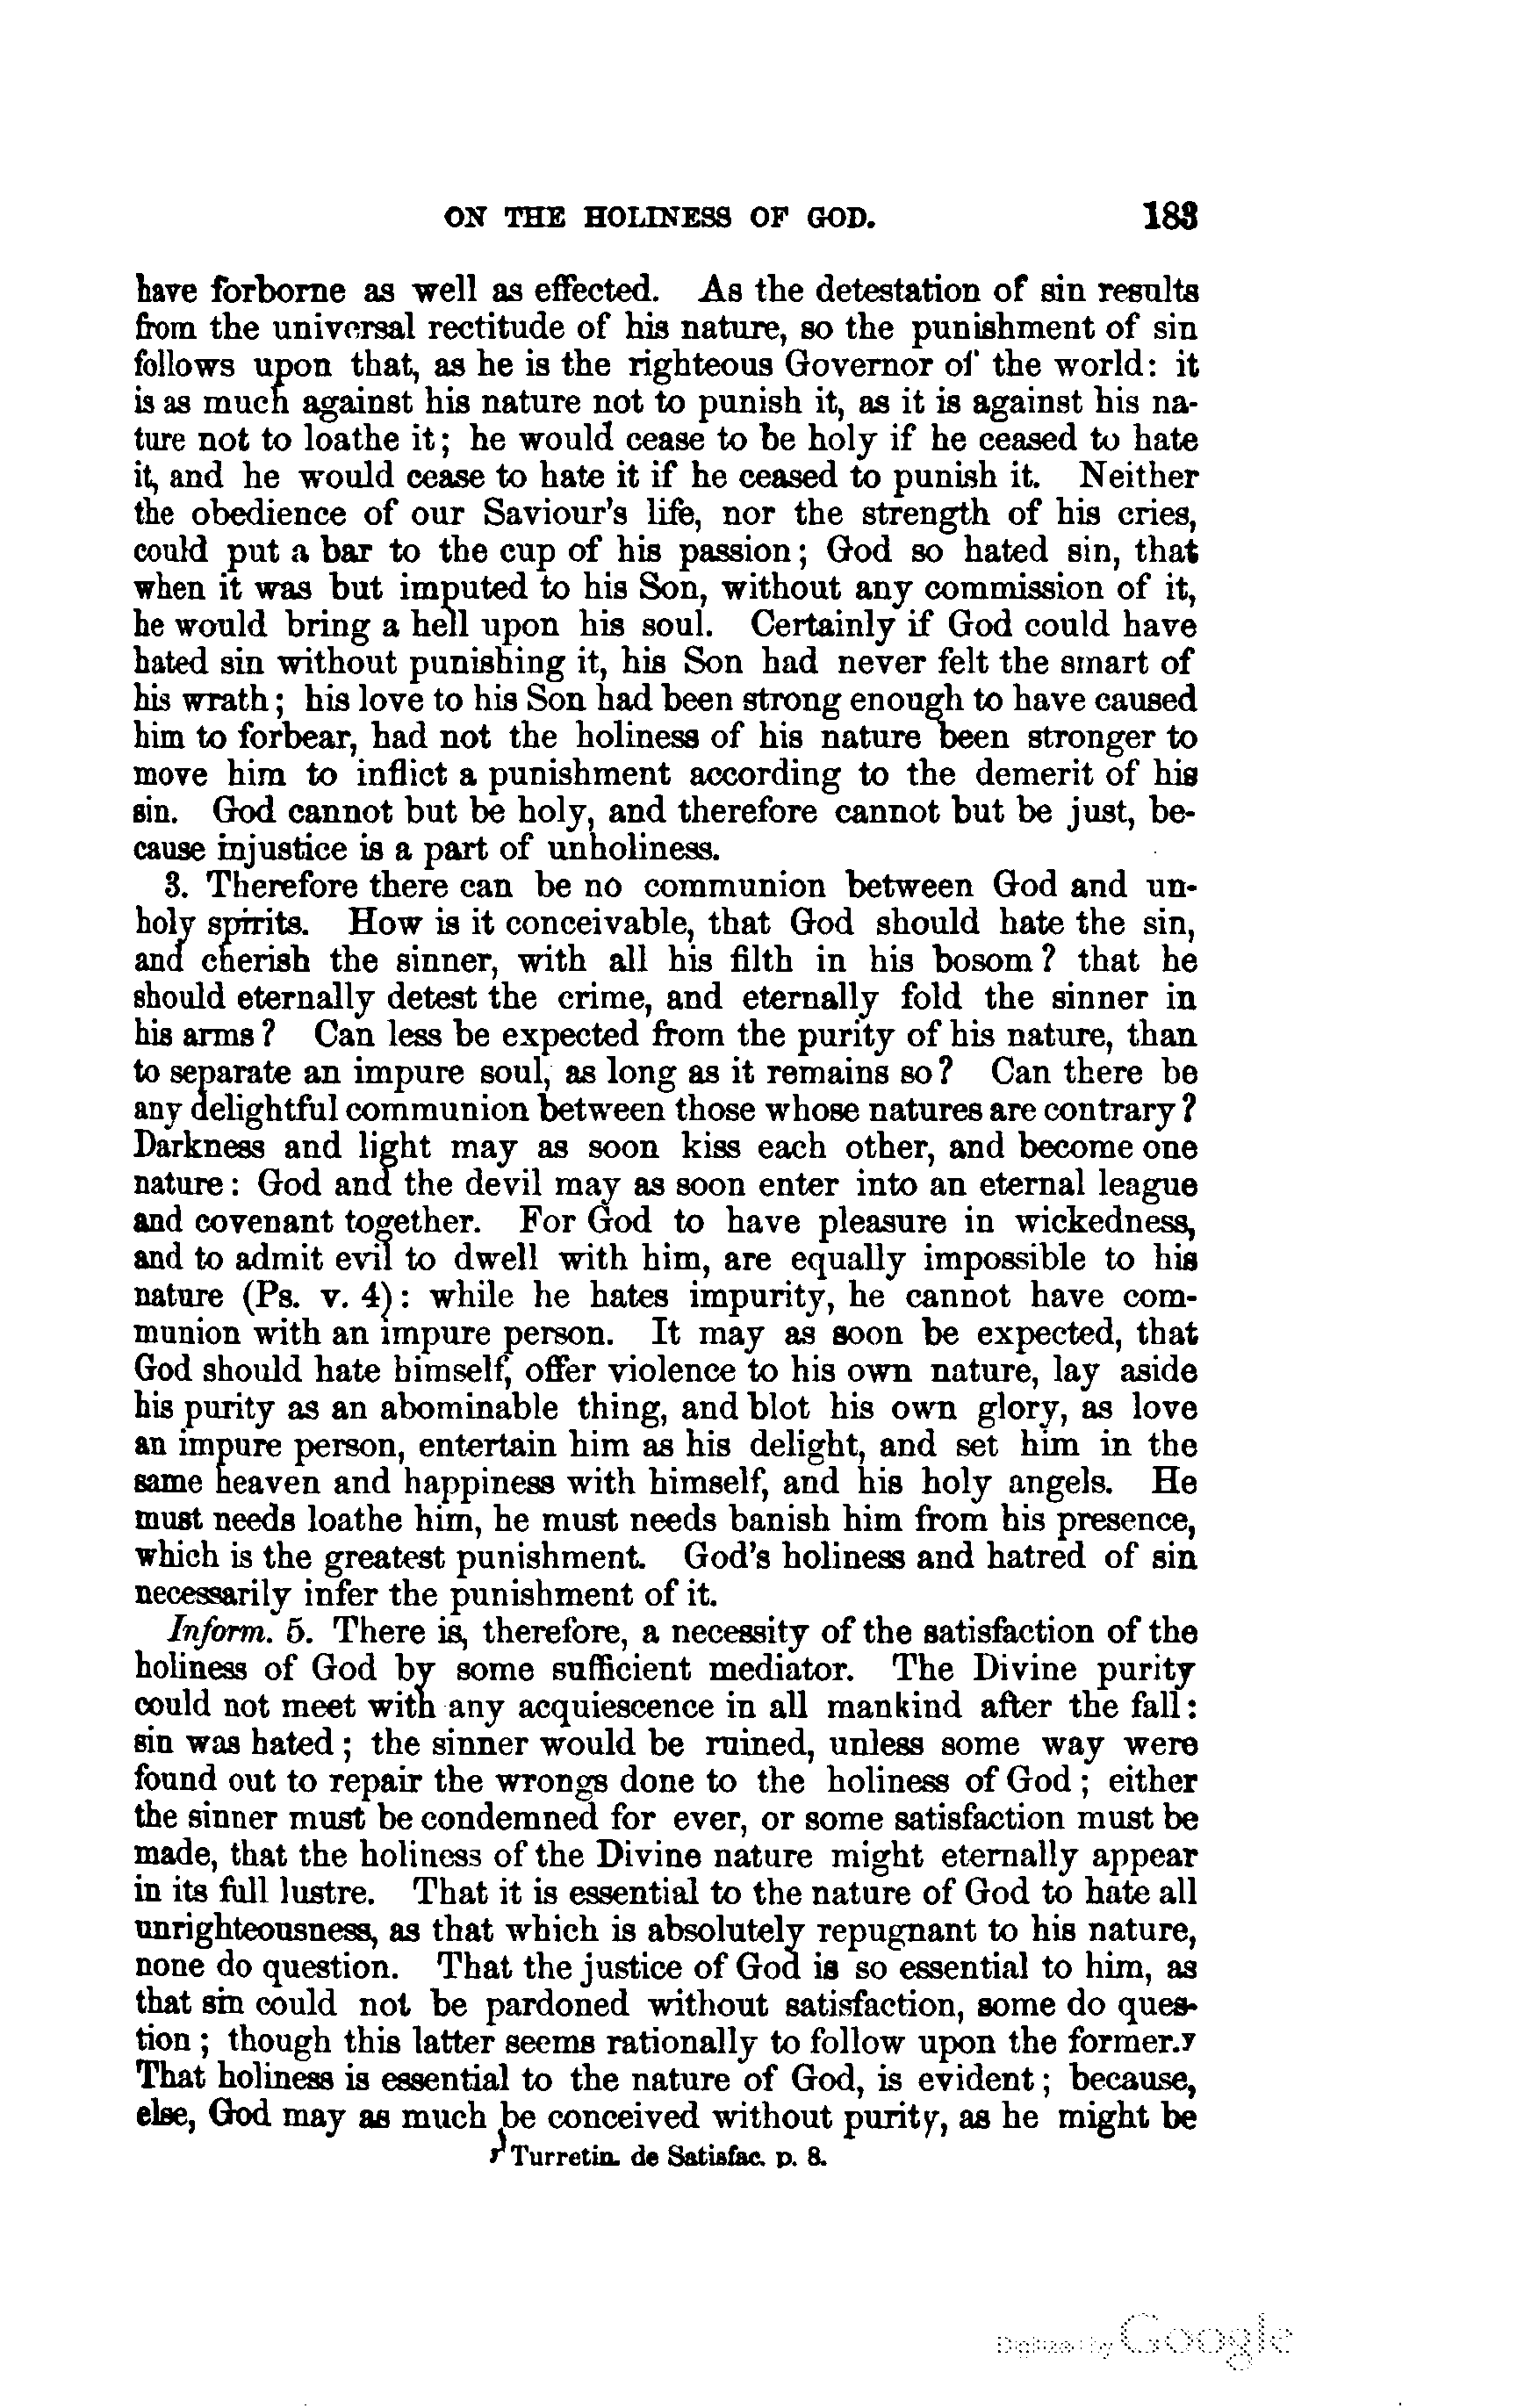 ON THE HOLINESS OF GOD. 183
have forborne as well as effected. As the detestation of sin results
from the universal rectitude of his nature, so the punishment of sin
follows upon that, as he is the righteous Governor of the world: it
is as much against his nature not to punish it, as it is against his na-
ture not to loathe it; he would cease to be holy if he ceased to hate
it, and he would cease to hate it if he ceased to punish it. Neither
the obedience of our Saviour's life, nor the strength of his cries,
could put a bar to the cup of his passion; God so hated sin, that
when it was but imputed to his Son, without any commission of it,
he would bring a hell upon his soul. Certainly if God could have
hated sin without punishing it, his Son had never felt the smart of
his wrath; his love to his Son had been strong enough to have caused
him to forbear, had not the holiness of his nature been stronger to
move him to inflict a punishment according to the demerit of his
sin. God cannot but be holy, and therefore cannot but be just, be-
cause injustice is a part of unholiness.
3. Therefore there can be no communion between God and un-
holy spirits. How is it conceivable, that God should hate the sin,
and cherish the sinner, with all his filth in his bosom? that he
should eternally detest the crime, and eternally fold the sinner in
his arms? Can less be expected from the purity of his nature, than
to separate an impure soul, as long as it remains so? Can there be
any delightful communion between those whose natures are contrary?
Darkness and light may as soon kiss each other, and become one
nature: God and the devil may as soon enter into an eternal league
and covenant together. For God to have pleasure in wickedness,
and to admit evil to dwell with him, are equally impossible to his
nature (Ps. v. 4): while he hates impurity, he cannot have com-
munion with an impure person. It may as soon be expected, that
God should hate himself, offer violence to his own nature, lay aside
his purity as an abominable thing, and blot his own glory, as love
an impure person, entertain him as his delight, and set him in the
same heaven and happiness with himself, and his holy angels. He
must needs loathe him, he must needs banish him from his presence,
which is the greatest punishment. God's holiness and hatred of sin
necessarily infer the punishment of it.
Inform. 5. There is, therefore, a necessity of the satisfaction of the
holiness of God by some sufficient mediator. The Divine purity
could not meet with any acquiescence in all mankind after the fall:
sin was hated; the sinner would be ruined, unless some way were
found out to repair the wrongs done to the holiness of God; either
the sinner must be condemned for ever, or some satisfaction must be
made, that the holiness of the Divine nature might eternally appear
in its full lustre. That it is essential to the nature of God to hate all
unrighteousness, as that which is absolutely repugnant to his nature,
none do question. That the justice of God is so essential to him, as
that sin could not be pardoned without satisfaction, some do ques-
tion; though this latter seems rationally to follow upon the former.y
That holiness is essential to the nature of God, is evident; because,
else, God may as much be conceived without purity, as he might be
y Turretin. de Satisfac. p. 8.
Digitized by Google